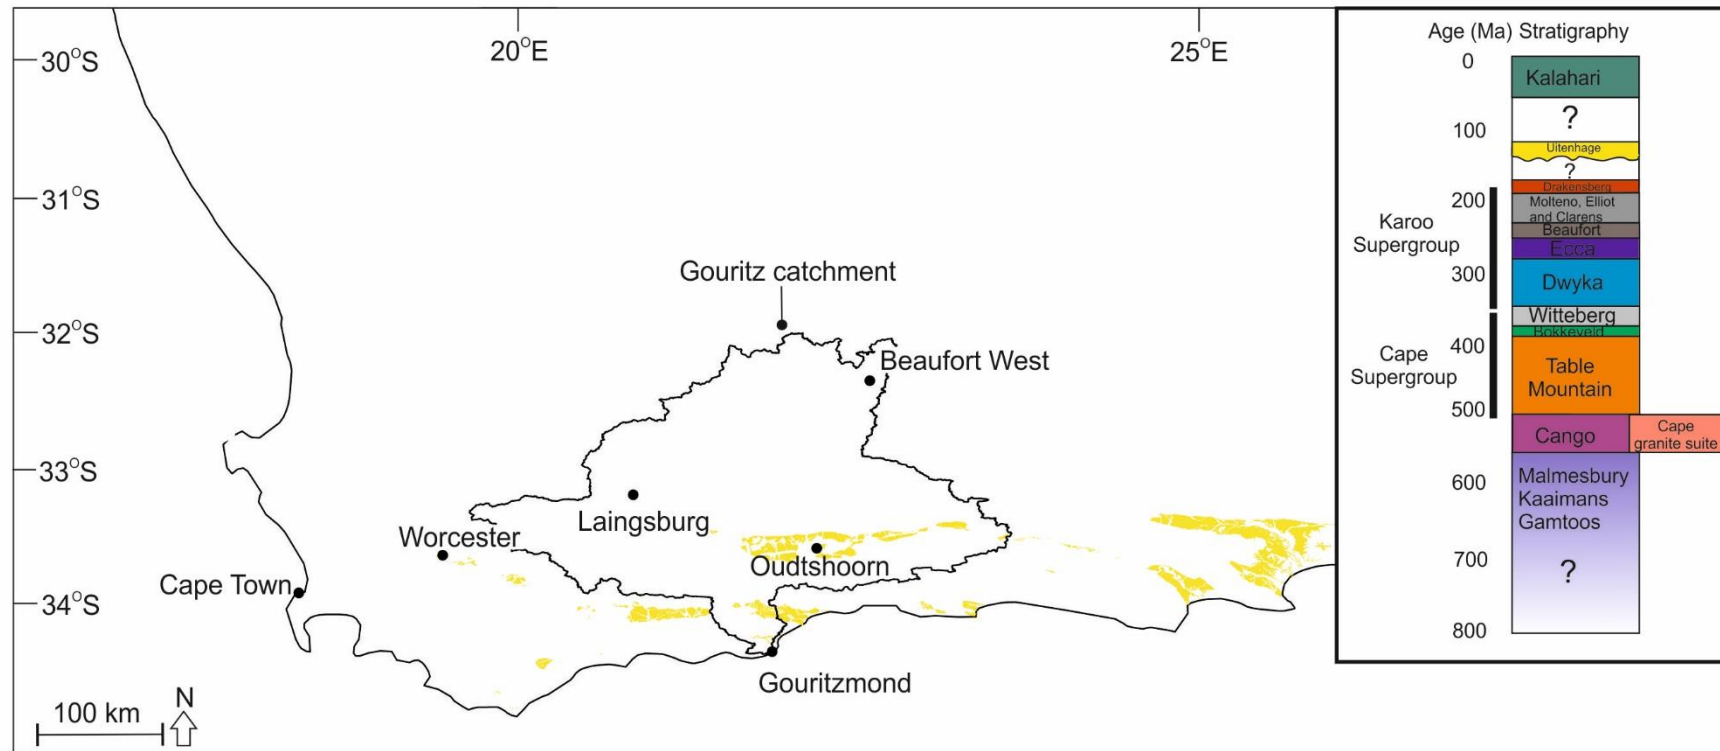 20°E
25°E
30°S
31°S
32°S
33°S
34°S
Gouritz catchment
Beaufort West
Laingsburg
Worcester
Oudtshoorn
Cape Town
Gouritzmond
100 km
N
Age (Ma) Stratigraphy
0
100
200
300
400
500
600
700
800
Karoo
Supergroup
Cape
Supergroup
Kalahari
?
Uitenhage
?
Drakensberg
Molteno, Elliot
and Clarens
Beaufort
Ecca
Dwyka
Witteberg
Bokkeveld
Table
Mountain
Cango
Cape
granite suite
Malmesbury
Kaaimans
Gamtoos
?